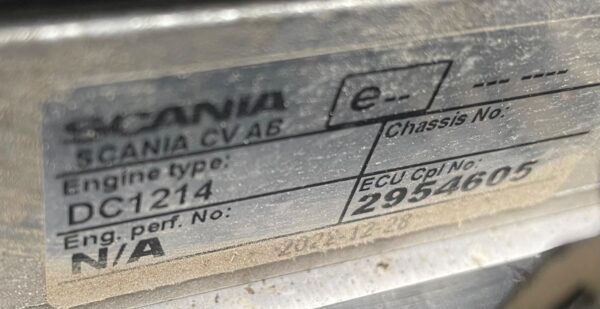 SCANIA
SCANIA CV AB
e-- --- ----
Engine type:
DC1214
Chassis No:
Eng. perf. No:
N/A
ECU Cpl No:
2954605
2022-12-28